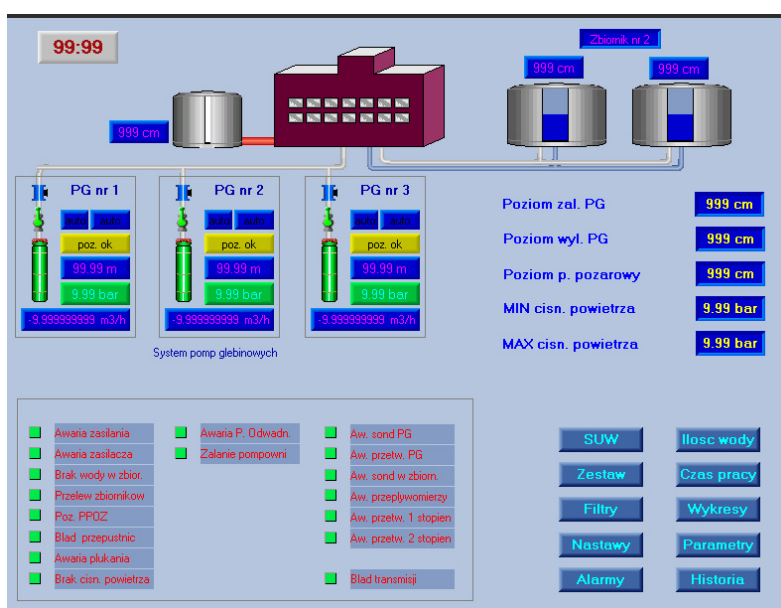 99:99
Zbiornik nr 2
999 cm
999 cm
999 cm
PG nr 1
PG nr 2
PG nr 3
auto auto
auto auto
auto auto
poz. ok
poz. ok
poz. ok
99.99 m
99.99 m
99.99 m
9.99 bar
9.99 bar
9.99 bar
-9.999999999 m3/h
-9.999999999 m3/h
-9.999999999 m3/h
System pomp glebinowych
Poziom zal. PG 999 cm
Poziom wyl. PG 999 cm
Poziom p. pozarowy 999 cm
MIN cisn. powietrza 9.99 bar
MAX cisn. powietrza 9.99 bar
Awaria zasilania
Awaria zasilacza
Brak wody w zbior.
Przelew zbiornikow
Poz. PPOZ
Blad przepustnic
Awaria plukania
Brak cisn. powietrza
Awaria P. Odwadn.
Zalanie pompowni
Aw. sond PG
Aw. przetw. PG
Aw. sond w zbiorn.
Aw. przeplywomierzy
Aw. przetw. 1 stopien
Aw. przetw. 2 stopien
Blad transmisji
SUW Ilosc wody
Zestaw Czas pracy
Filtry Wykresy
Nastawy Parametry
Alarmy Historia